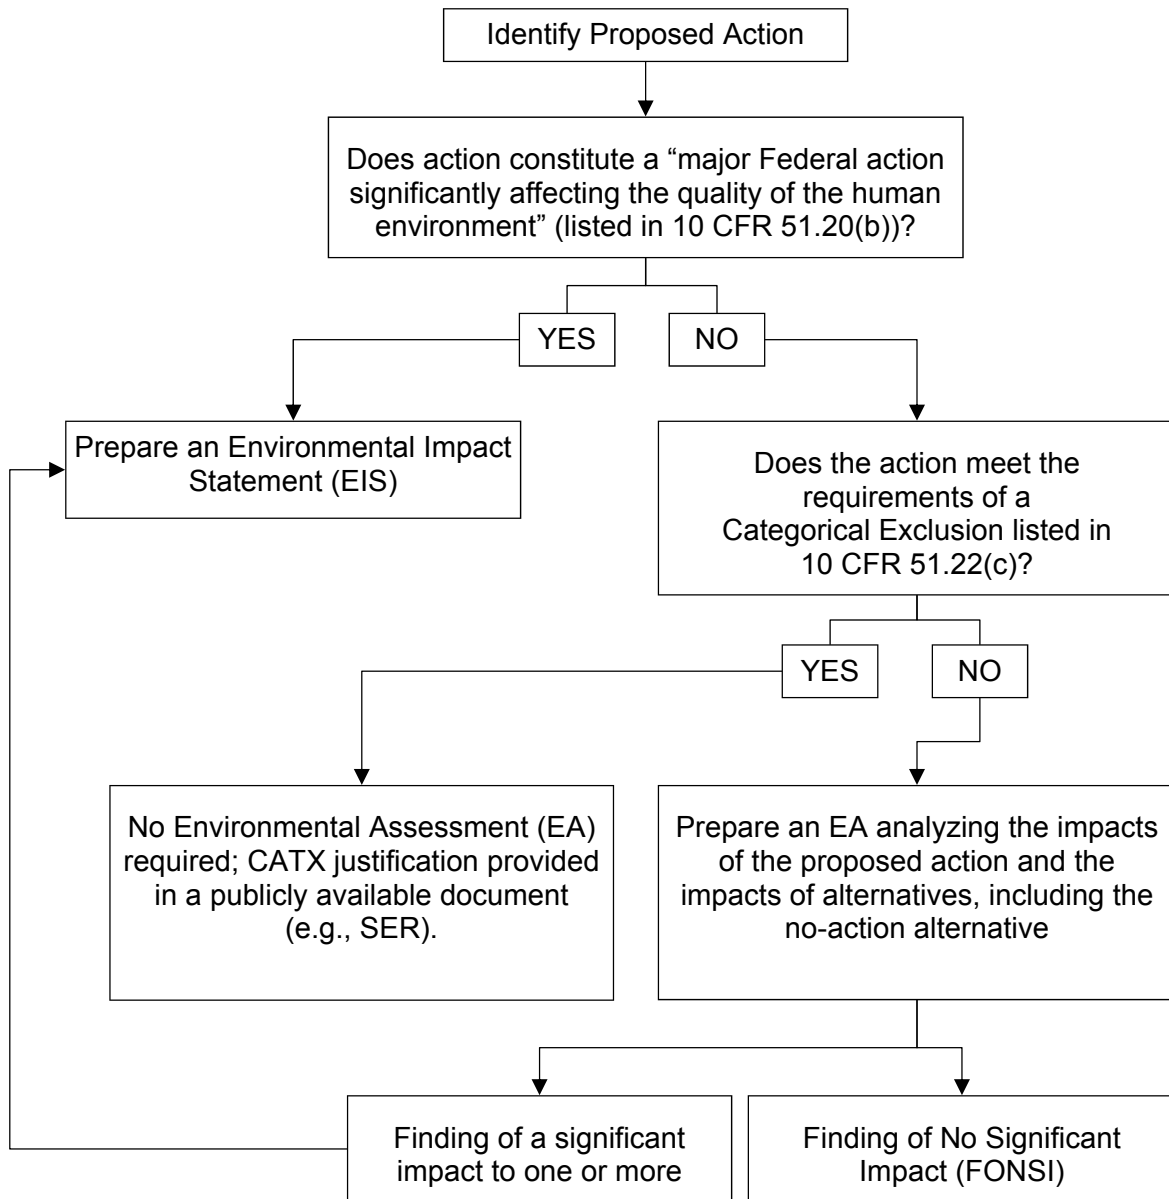 Identify Proposed Action
Does action constitute a “major Federal action
significantly affecting the quality of the human
environment” (listed in 10 CFR 51.20(b))?
YES
NO
Prepare an Environmental Impact
Statement (EIS)
Does the action meet the
requirements of a
Categorical Exclusion listed in
10 CFR 51.22(c)?
YES
NO
No Environmental Assessment (EA)
required; CATX justification provided
in a publicly available document
(e.g., SER).
Prepare an EA analyzing the impacts
of the proposed action and the
impacts of alternatives, including the
no-action alternative
Finding of a significant
impact to one or more
Finding of No Significant
Impact (FONSI)